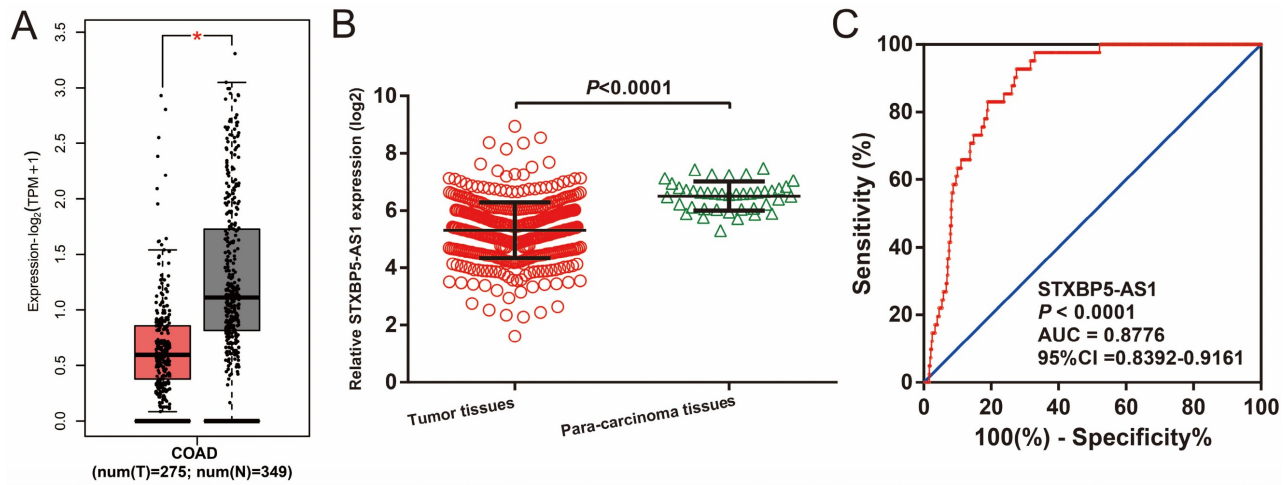 A
Expression-log₂(TPM+1)
3.5
3.0
2.5
2.0
1.5
1.0
0.5
0.0
*
COAD
(num(T)=275; num(N)=349)
B
Relative STXBP5-AS1 expression (log2)
10
8
6
4
2
0
P<0.0001
Tumor tissues
Para-carcinoma tissues
C
Sensitivity (%)
100
80
60
40
20
0
STXBP5-AS1
P < 0.0001
AUC = 0.8776
95%CI =0.8392-0.9161
0 20 40 60 80 100
100(%) - Specificity%